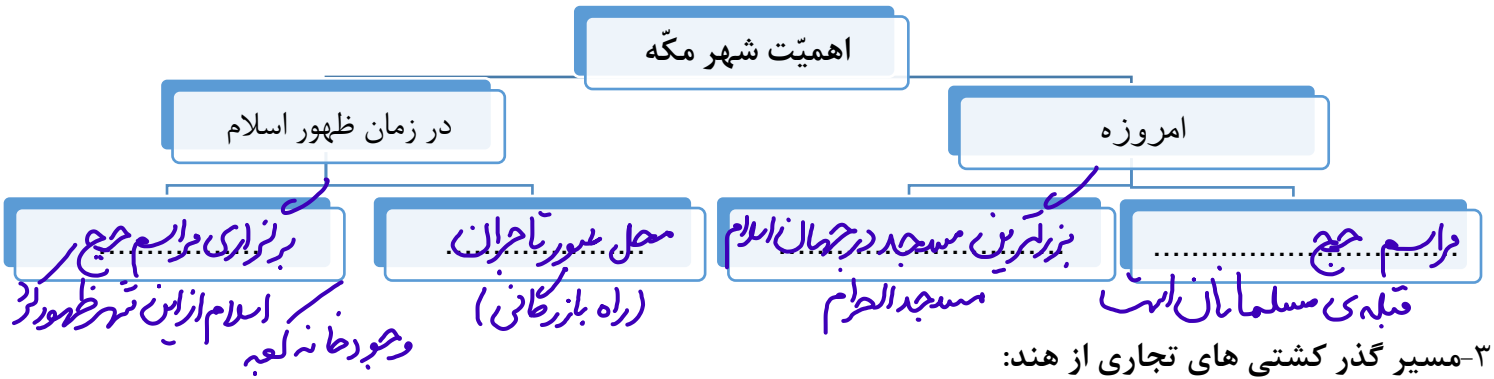 اهمیّت شهر مکّه
امروزه
در زمان ظهور اسلام
مراسم حج
قبله ی مسلمانان است
بزرگترین مسجد در جهان اسلام
مسجد الحرام
محل عبور تاجران
(راه بازرگانی)
برگزاری مراسم حج
اسلام از این شهر ظهور کرد
وجود خانه کعبه
۳-مسیر گذر کشتی های تجاری از هند: